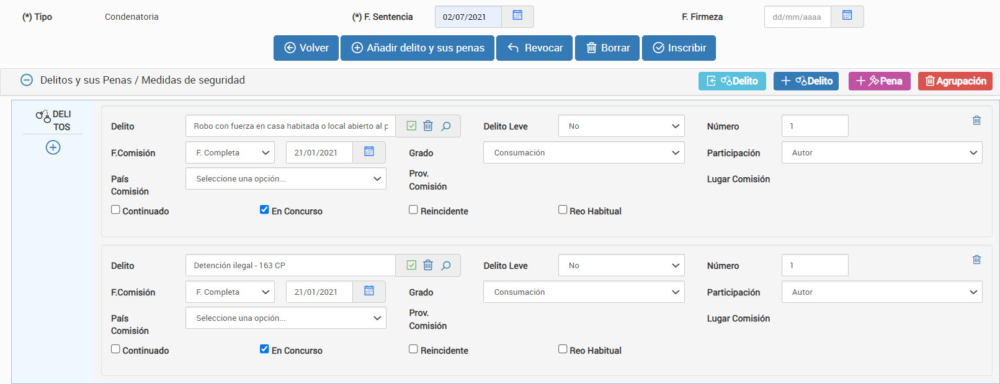 (*) Tipo Condenatoria (*) F. Sentencia 02/07/2021 F. Firmeza dd/mm/aaaa
Volver Añadir delito y sus penas Revocar Borrar Inscribir
Delitos y sus Penas / Medidas de seguridad Delito Delito Pena Agrupación
DELI
TOS
Delito Robo con fuerza en casa habitada o local abierto al p Delito Leve No Número 1
F.Comisión F. Completa 21/01/2021 Grado Consumación Participación Autor
País
Comisión Seleccione una opción... Prov.
Comisión Lugar Comisión
Continuado En Concurso Reincidente Reo Habitual
Delito Detención ilegal - 163 CP Delito Leve No Número 1
F.Comisión F. Completa 21/01/2021 Grado Consumación Participación Autor
País
Comisión Seleccione una opción... Prov.
Comisión Lugar Comisión
Continuado En Concurso Reincidente Reo Habitual